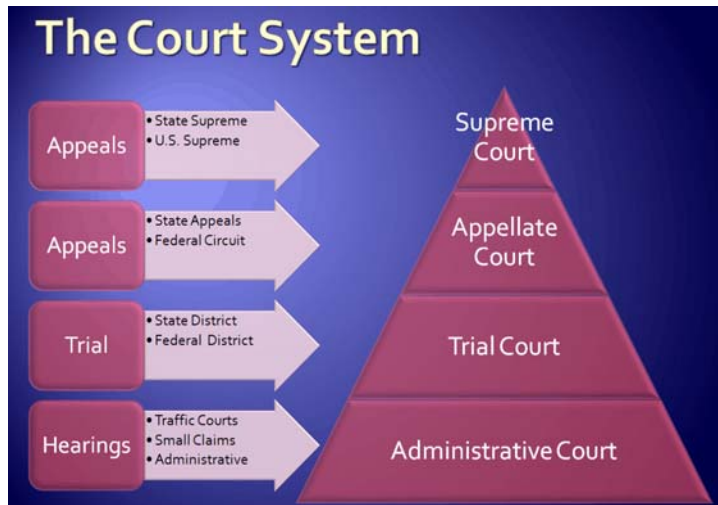 The Court System
Appeals
• State Supreme
• U.S. Supreme
Supreme
Court
Appeals
• State Appeals
• Federal Circuit
Appellate
Court
Trial
• State District
• Federal District
Trial Court
Hearings
• Traffic Courts
• Small Claims
• Administrative
Administrative Court